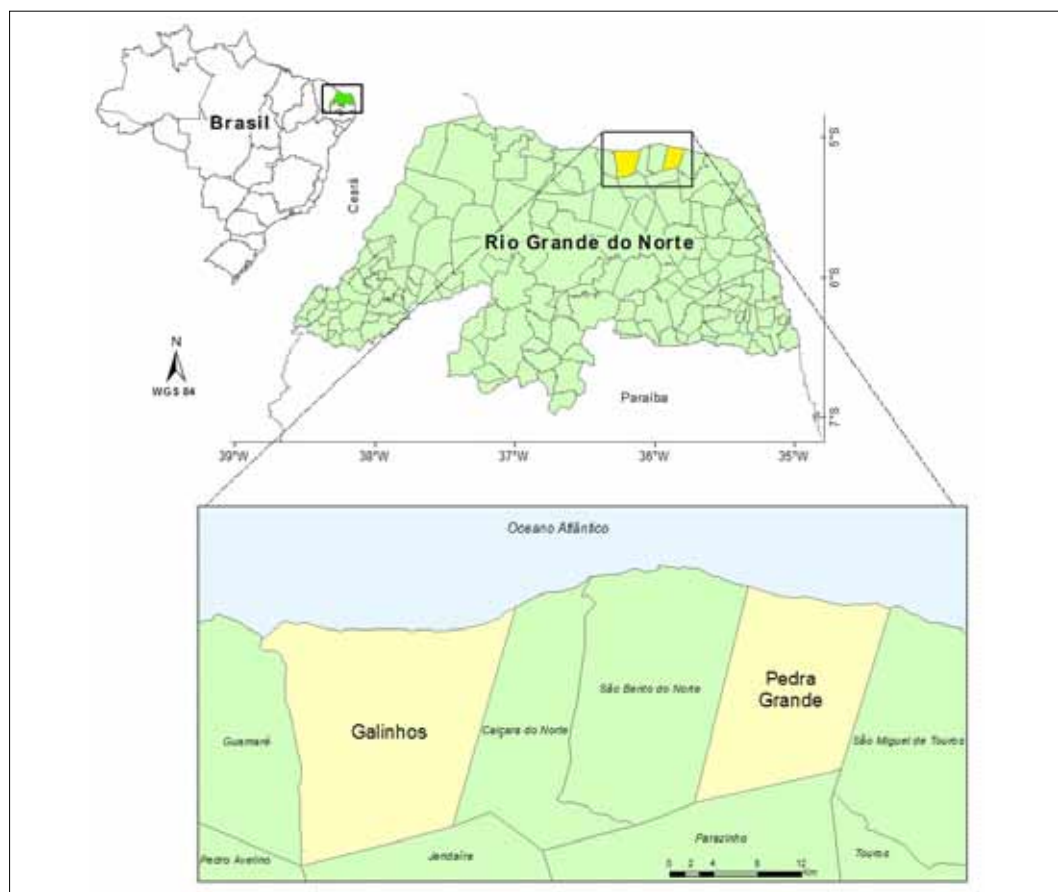 Brasil
Ceará
Rio Grande do Norte
5°S
6°S
7°S
N
WGS 84
Paraíba
39°W
38°W
37°W
36°W
35°W
Oceano Atlântico
Guamaré
Galinhos
Caiçara do Norte
São Bento do Norte
Pedra
Grande
São Miguel de Touros
Pedro Avelino
Jandaíra
Parazinho
Touros
0 2 4 8 12
Km